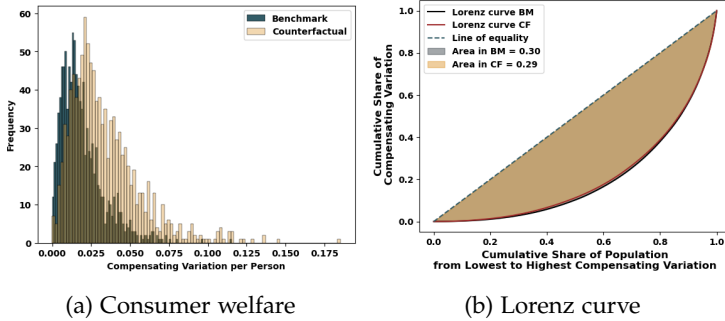 Benchmark
Counterfactual
60
50
40
30
20
10
0
Frequency
0.000 0.025 0.050 0.075 0.100 0.125 0.150 0.175
Compensating Variation per Person
(a) Consumer welfare
Lorenz curve BM
Lorenz curve CF
Line of equality
Area in BM = 0.30
Area in CF = 0.29
1.0
0.8
0.6
0.4
0.2
0.0
Cumulative Share of
Compensating Variation
0.0 0.2 0.4 0.6 0.8 1.0
Cumulative Share of Population
from Lowest to Highest Compensating Variation
(b) Lorenz curve